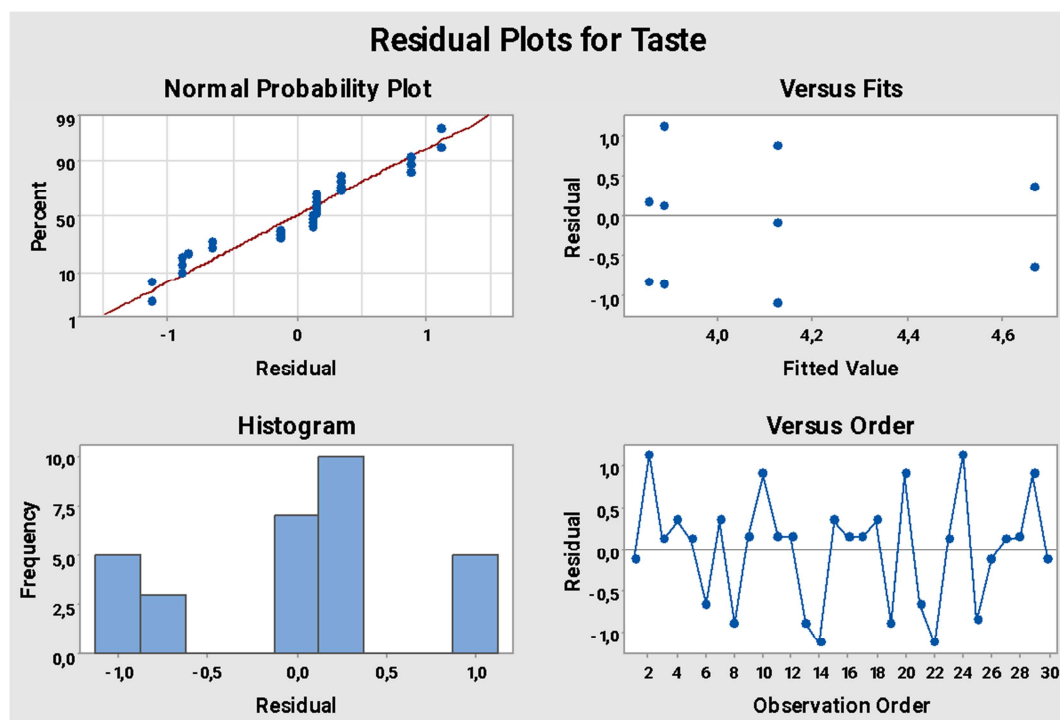 Residual Plots for Taste
Normal Probability Plot
99
90
50
10
1
Percent
-1 0 1
Residual
Versus Fits
1,0
0,5
0,0
-0,5
-1,0
Residual
4,0 4,2 4,4 4,6
Fitted Value
Histogram
10,0
7,5
5,0
2,5
0,0
Frequency
-1,0 -0,5 0,0 0,5 1,0
Residual
Versus Order
1,0
0,5
0,0
-0,5
-1,0
Residual
2 4 6 8 10 12 14 16 18 20 22 24 26 28 30
Observation Order